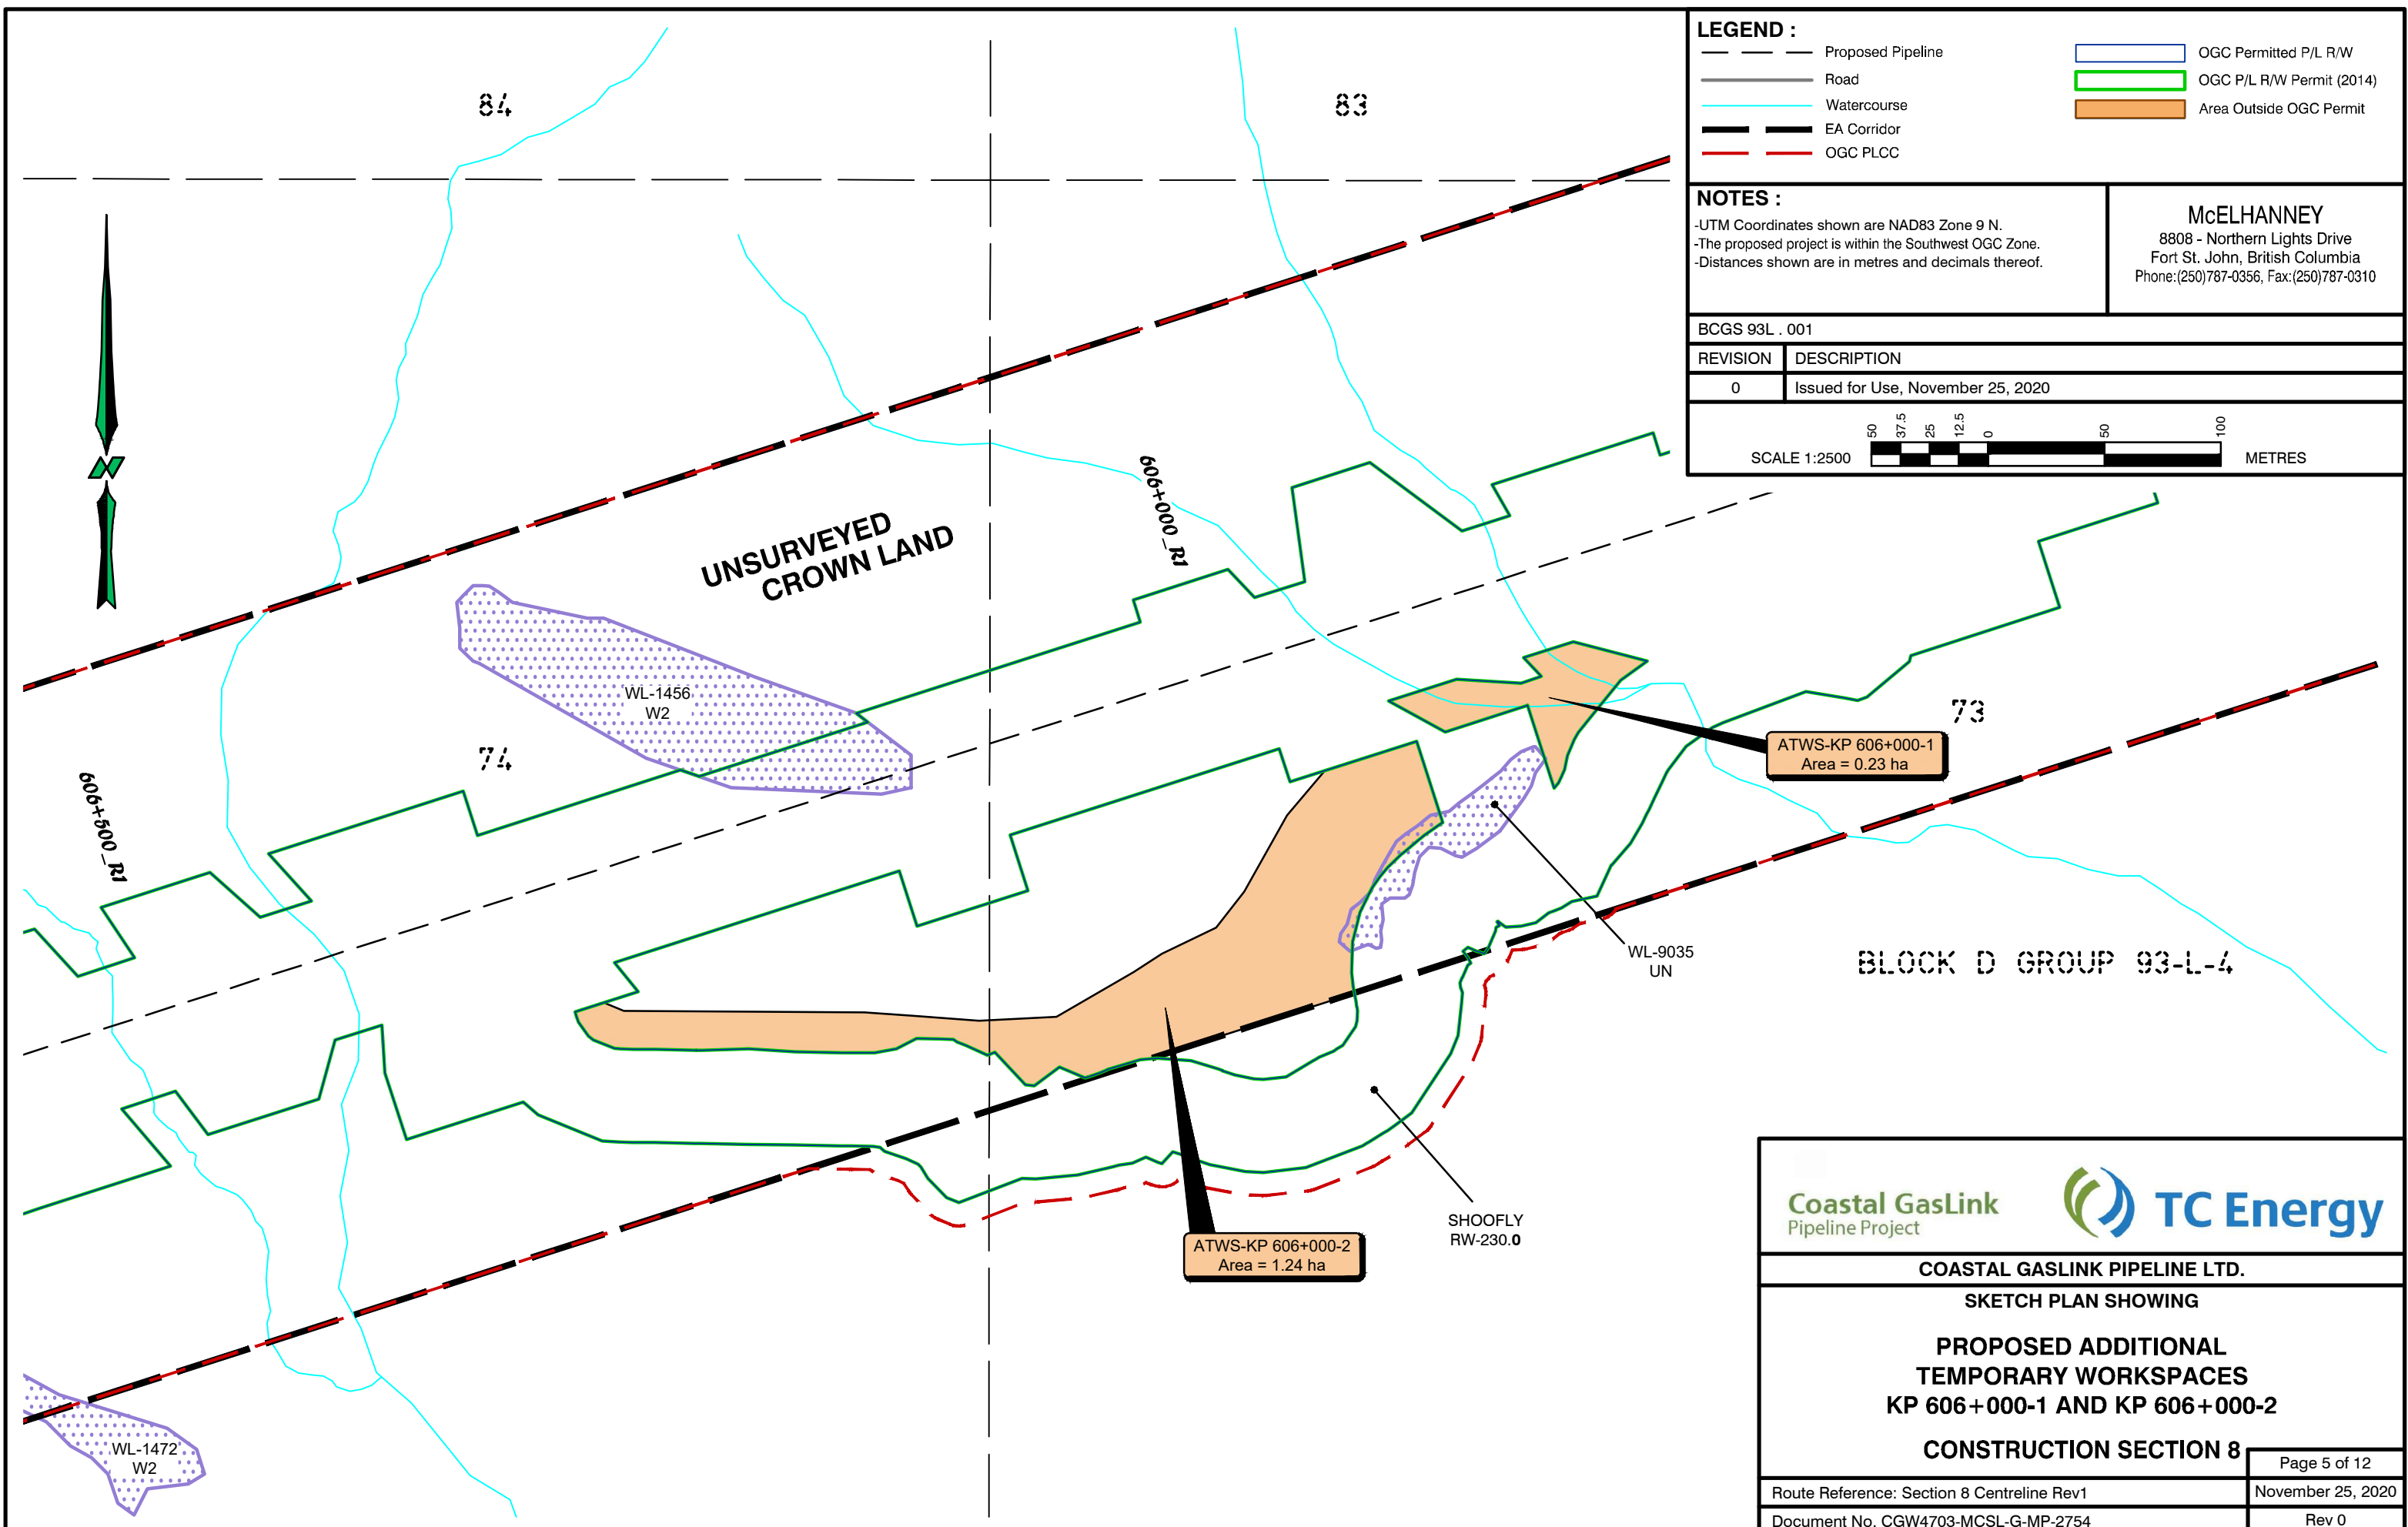 LEGEND :
Proposed Pipeline
Road
Watercourse
EA Corridor
OGC PLCC
OGC Permitted P/L R/W
OGC P/L R/W Permit (2014)
Area Outside OGC Permit
NOTES :
-UTM Coordinates shown are NAD83 Zone 9 N.
-The proposed project is within the Southwest OGC Zone.
-Distances shown are in metres and decimals thereof.
McELHANNEY
8808 - Northern Lights Drive
Fort St. John, British Columbia
Phone:(250)787-0356, Fax:(250)787-0310
BCGS 93L . 001
REVISION DESCRIPTION
0 Issued for Use, November 25, 2020
SCALE 1:2500
50 37.5 25 12.5 0 50 100
METRES
84
83
N
UNSURVEYED
CROWN LAND
606+000_R1
WL-1456
W2
74
606+500_R1
73
ATWS-KP 606+000-1
Area = 0.23 ha
WL-9035
UN
BLOCK D GROUP 93-L-4
SHOOFLY
RW-230.0
ATWS-KP 606+000-2
Area = 1.24 ha
WL-1472
W2
Coastal GasLink
Pipeline Project
TC Energy
COASTAL GASLINK PIPELINE LTD.
SKETCH PLAN SHOWING
PROPOSED ADDITIONAL
TEMPORARY WORKSPACES
KP 606+000-1 AND KP 606+000-2
CONSTRUCTION SECTION 8
Page 5 of 12
Route Reference: Section 8 Centreline Rev1
November 25, 2020
Document No. CGW4703-MCSL-G-MP-2754
Rev 0